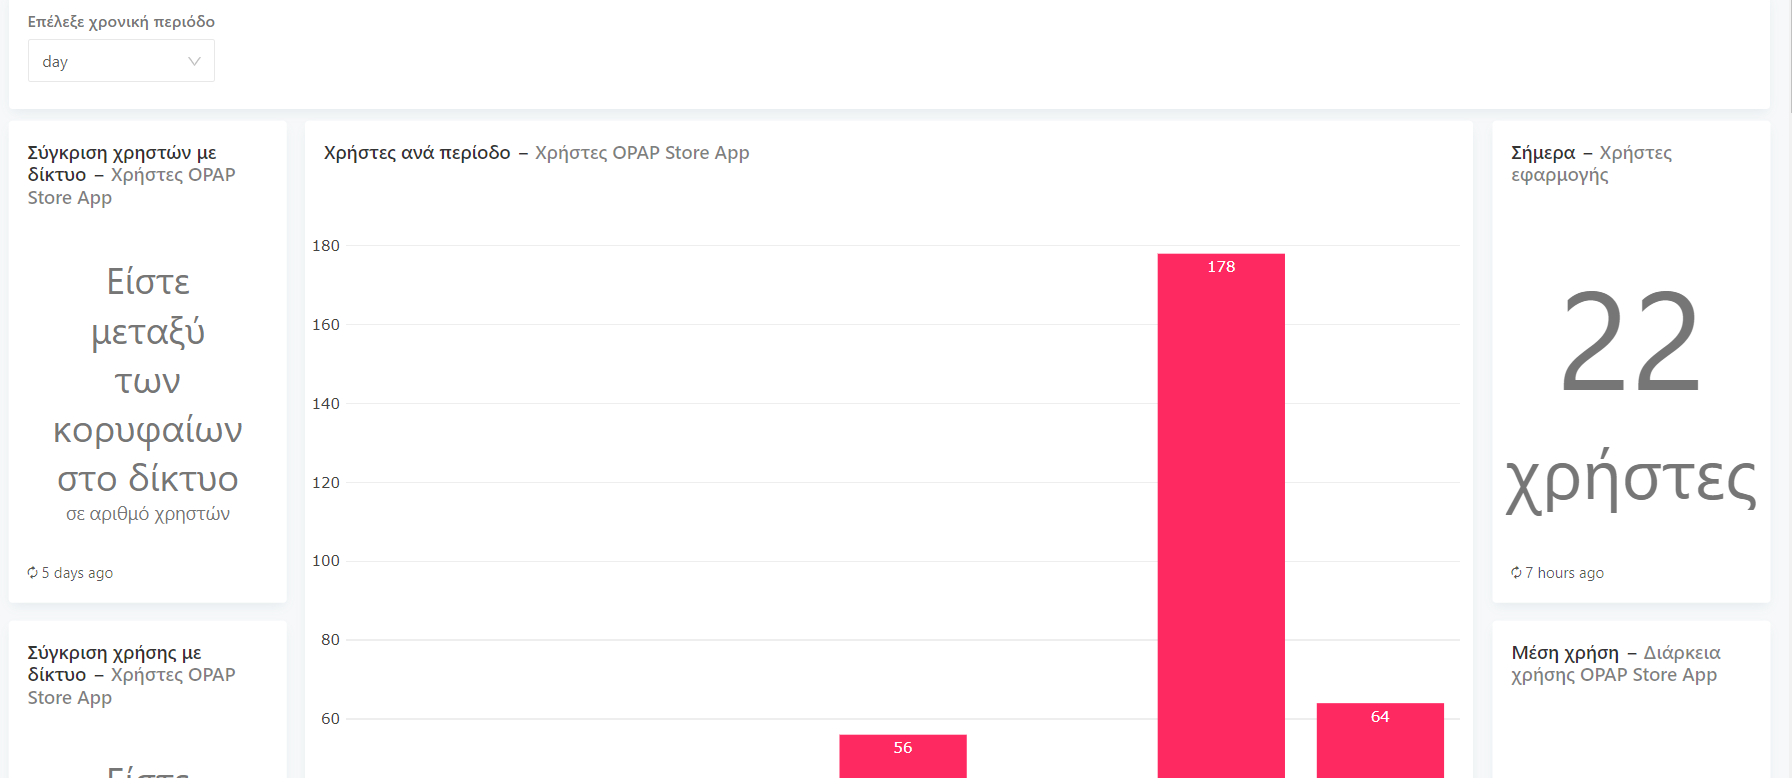 Επέλεξε χρονική περιόδο
day
Σύγκριση χρηστών με
δίκτυο – Χρήστες OPAP
Store App
Είστε
μεταξύ
των
κορυφαίων
στο δίκτυο
σε αριθμό χρηστών
5 days ago
Σύγκριση χρήσης με
δίκτυο – Χρήστες OPAP
Store App
Είστε
Χρήστες ανά περίοδο – Χρήστες OPAP Store App
180
160
140
120
100
80
60
178
56
64
Σήμερα – Χρήστες
εφαρμογής
22
χρήστες
7 hours ago
Μέση χρήση – Διάρκεια
χρήσης OPAP Store App